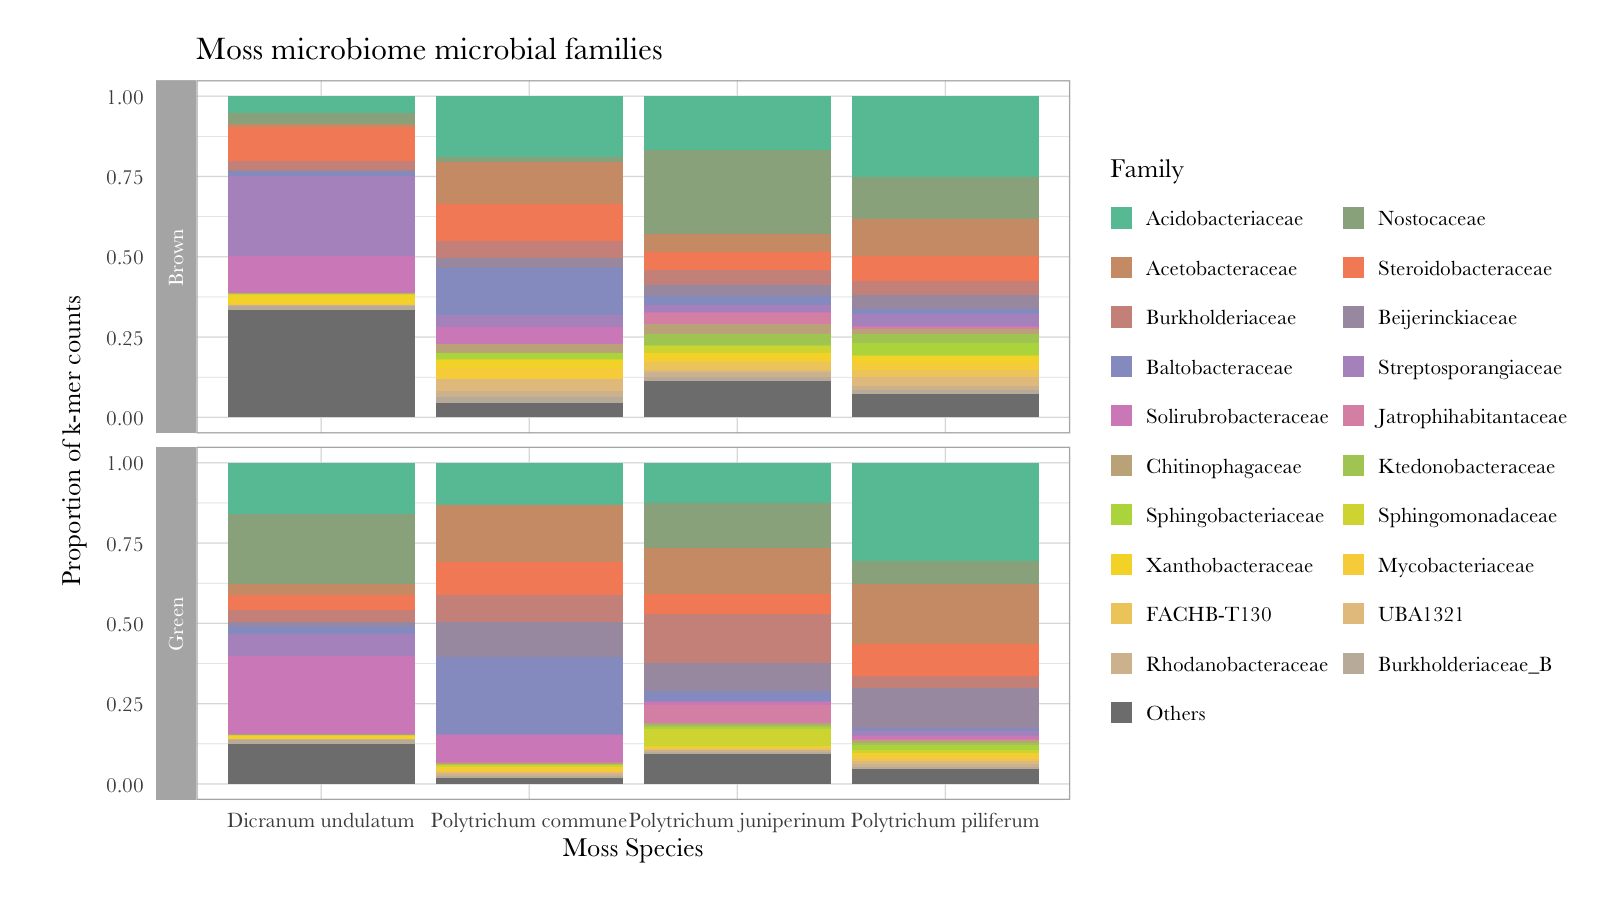 Moss microbiome microbial families
Proportion of k-mer counts
Brown
1.00
0.75
0.50
0.25
0.00
Green
1.00
0.75
0.50
0.25
0.00
Dicranum undulatum Polytrichum commune Polytrichum juniperinum Polytrichum piliferum
Moss Species
Family
Acidobacteriaceae Nostocaceae
Acetobacteraceae Steroidobacteraceae
Burkholderiaceae Beijerinckiaceae
Baltobacteraceae Streptosporangiaceae
Solirubrobacteraceae Jatrophihabitantaceae
Chitinophagaceae Ktedonobacteraceae
Sphingobacteriaceae Sphingomonadaceae
Xanthobacteraceae Mycobacteriaceae
FACHB-T130 UBA1321
Rhodanobacteraceae Burkholderiaceae_B
Others